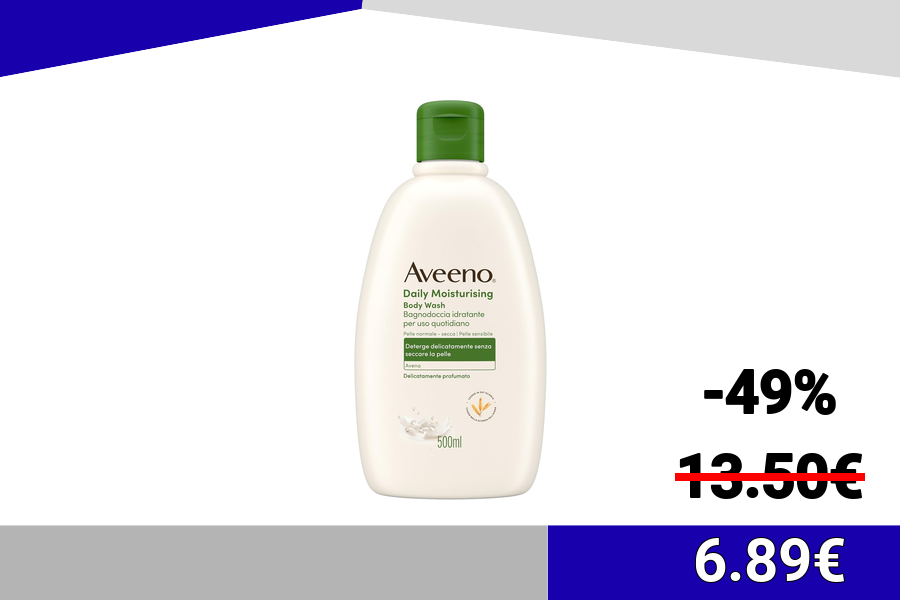 Aveeno®
Daily Moisturising
Body Wash
Bagnodoccia idratante
per uso quotidiano
Pelle normale - secca | Pelle sensibile
Deterge delicatamente senza
seccare la pelle
Avena
Delicatamente profumato
500ml
-49%
13.50€
6.89€